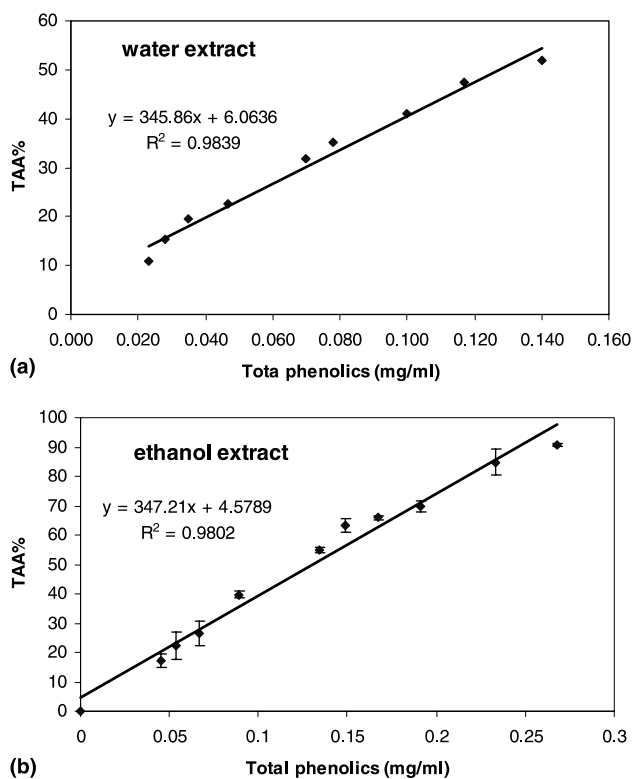 water extract
y = 345.86x + 6.0636
R² = 0.9839
TAA%
60
50
40
30
20
10
0
0.000 0.020 0.040 0.060 0.080 0.100 0.120 0.140 0.160
Tota phenolics (mg/ml)
(a)
ethanol extract
y = 347.21x + 4.5789
R² = 0.9802
TAA%
100
90
80
70
60
50
40
30
20
10
0
0 0.05 0.1 0.15 0.2 0.25 0.3
Total phenolics (mg/ml)
(b)